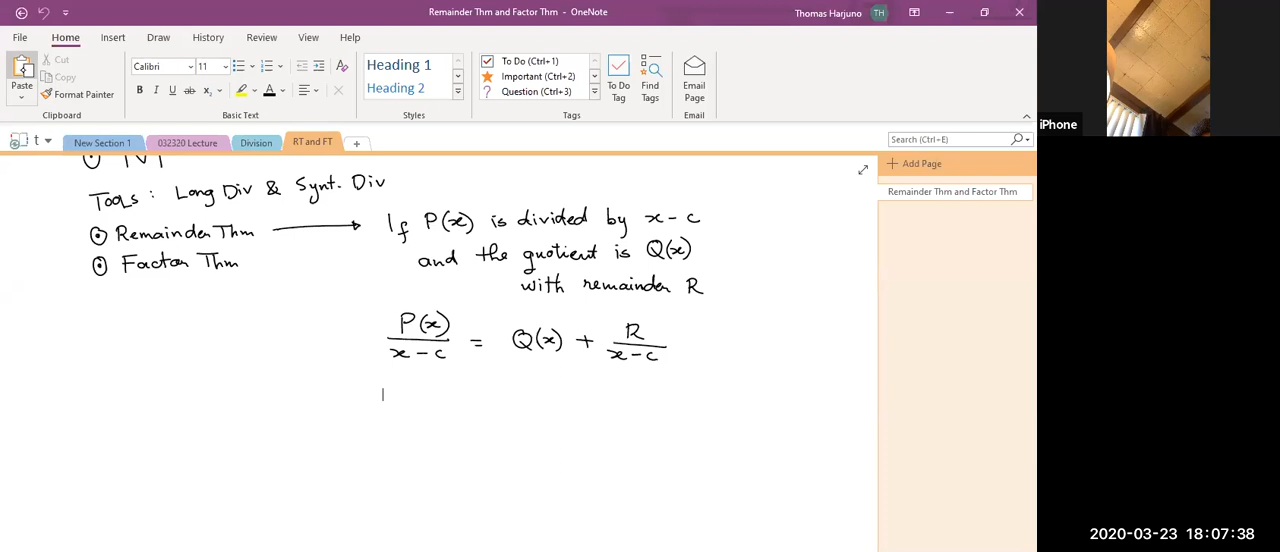 Remainder Thm and Factor Thm - OneNote
Thomas Harjuno TH
File Home Insert Draw History Review View Help
Paste
Cut
Copy
Format Painter
Clipboard
Calibri 11
B I U ab x₂ A
Basic Text
Heading 1
Heading 2
Styles
To Do (Ctrl+1)
Important (Ctrl+2)
? Question (Ctrl+3)
To Do
Tag
Find
Tags
Tags
Email
Page
Email
iPhone
t New Section 1 032320 Lecture Division RT and FT +
Search (Ctrl+E)
+ Add Page
Remainder Thm and Factor Thm
Tools : Long Div & Synt. Div
Remainder Thm
Factor Thm
If P(x) is divided by x-c
and the quotient is Q(x)
with remainder R
P(x)/(x-c) = Q(x) + R/(x-c)
2020-03-23 18:07:38